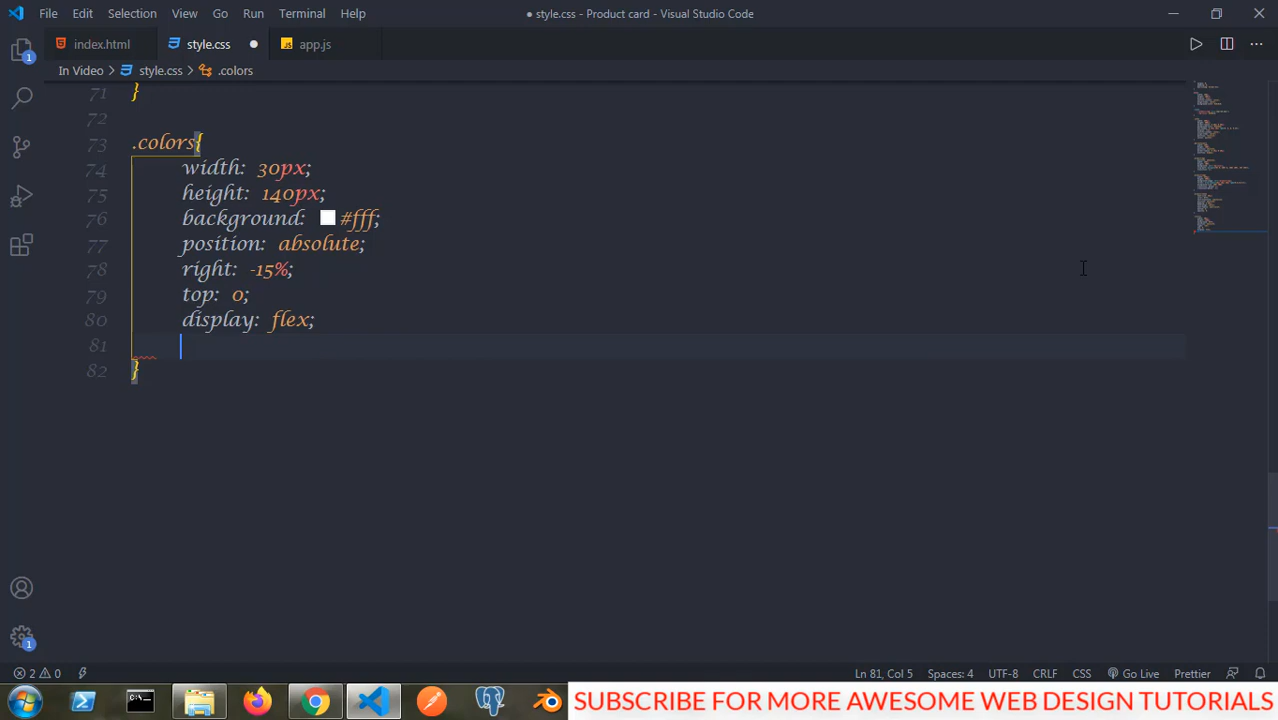 File Edit Selection View Go Run Terminal Help
● style.css - Product card - Visual Studio Code
index.html style.css ● app.js
In Video > style.css > .colors
71 }
72
73 .colors{
74 width: 30px;
75 height: 140px;
76 background: #fff;
77 position: absolute;
78 right: -15%;
79 top: 0;
80 display: flex;
81
82 }
1
1
2 0 Ln 81, Col 5 Spaces: 4 UTF-8 CRLF CSS Go Live Prettier
SUBSCRIBE FOR MORE AWESOME WEB DESIGN TUTORIALS